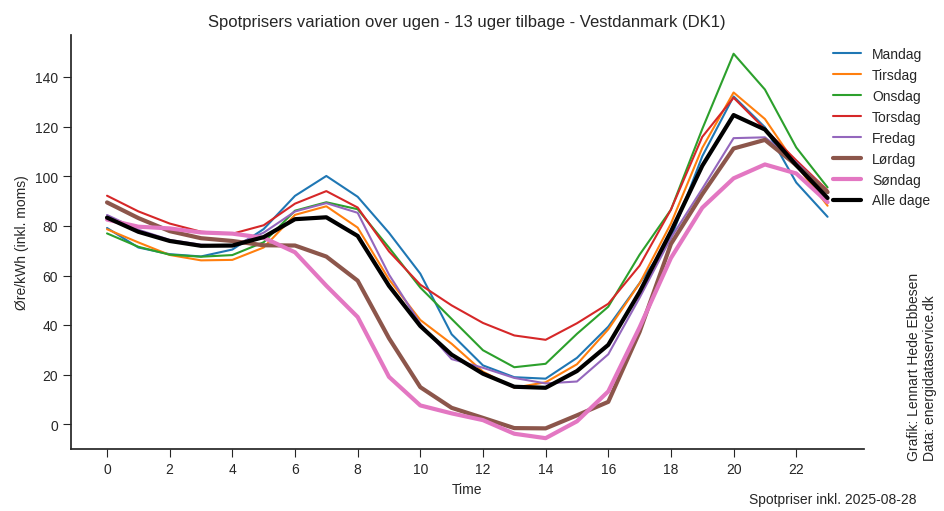 Spotprisers variation over ugen - 13 uger tilbage - Vestdanmark (DK1)
Øre/kWh (inkl. moms)
140
120
100
80
60
40
20
0
0 2 4 6 8 10 12 14 16 18 20 22
Time
Mandag
Tirsdag
Onsdag
Torsdag
Fredag
Lørdag
Søndag
Alle dage
Grafik: Lennart Hede Ebbesen
Data: energidataservice.dk
Spotpriser inkl. 2025-08-28